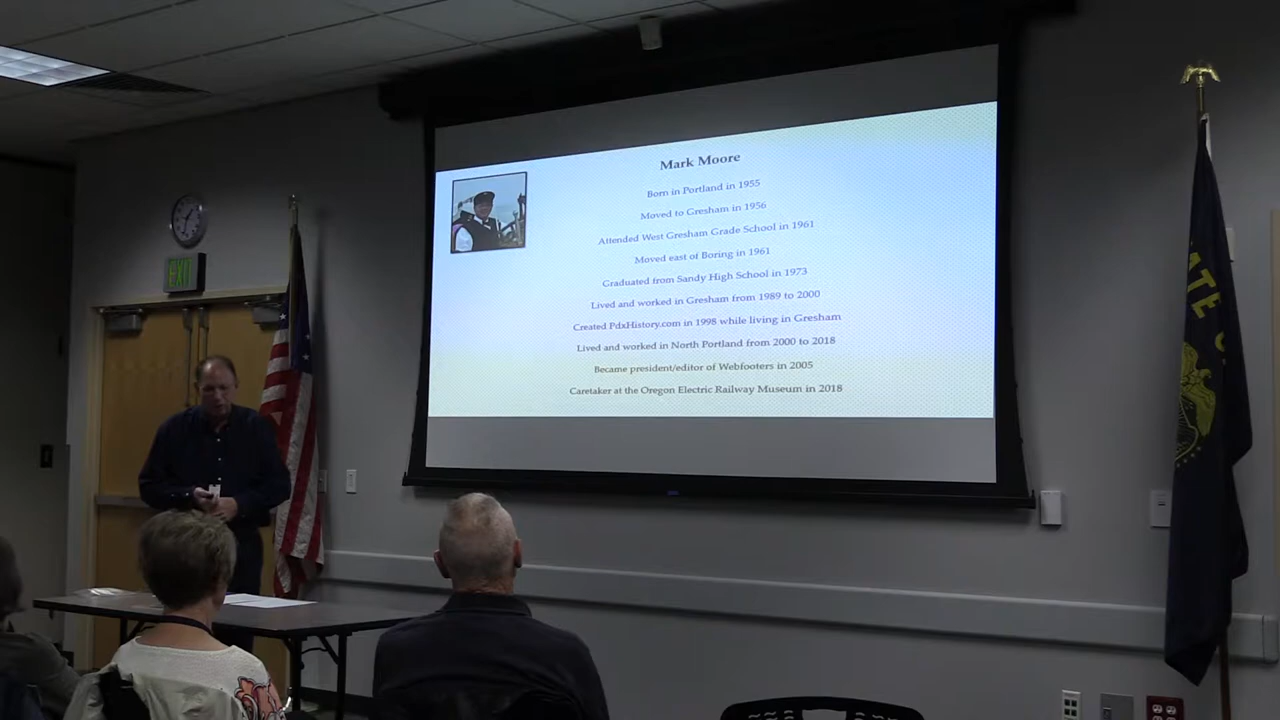 Mark Moore
Born in Portland in 1955
Moved to Gresham in 1956
Attended West Gresham Grade School in 1961
Moved east of Boring in 1961
Graduated from Sandy High School in 1973
Lived and worked in Gresham from 1989 to 2000
Created PdxHistory.com in 1998 while living in Gresham
Lived and worked in North Portland from 2000 to 2018
Became president/editor of Webfooters in 2005
Caretaker at the Oregon Electric Railway Museum in 2018
EXIT